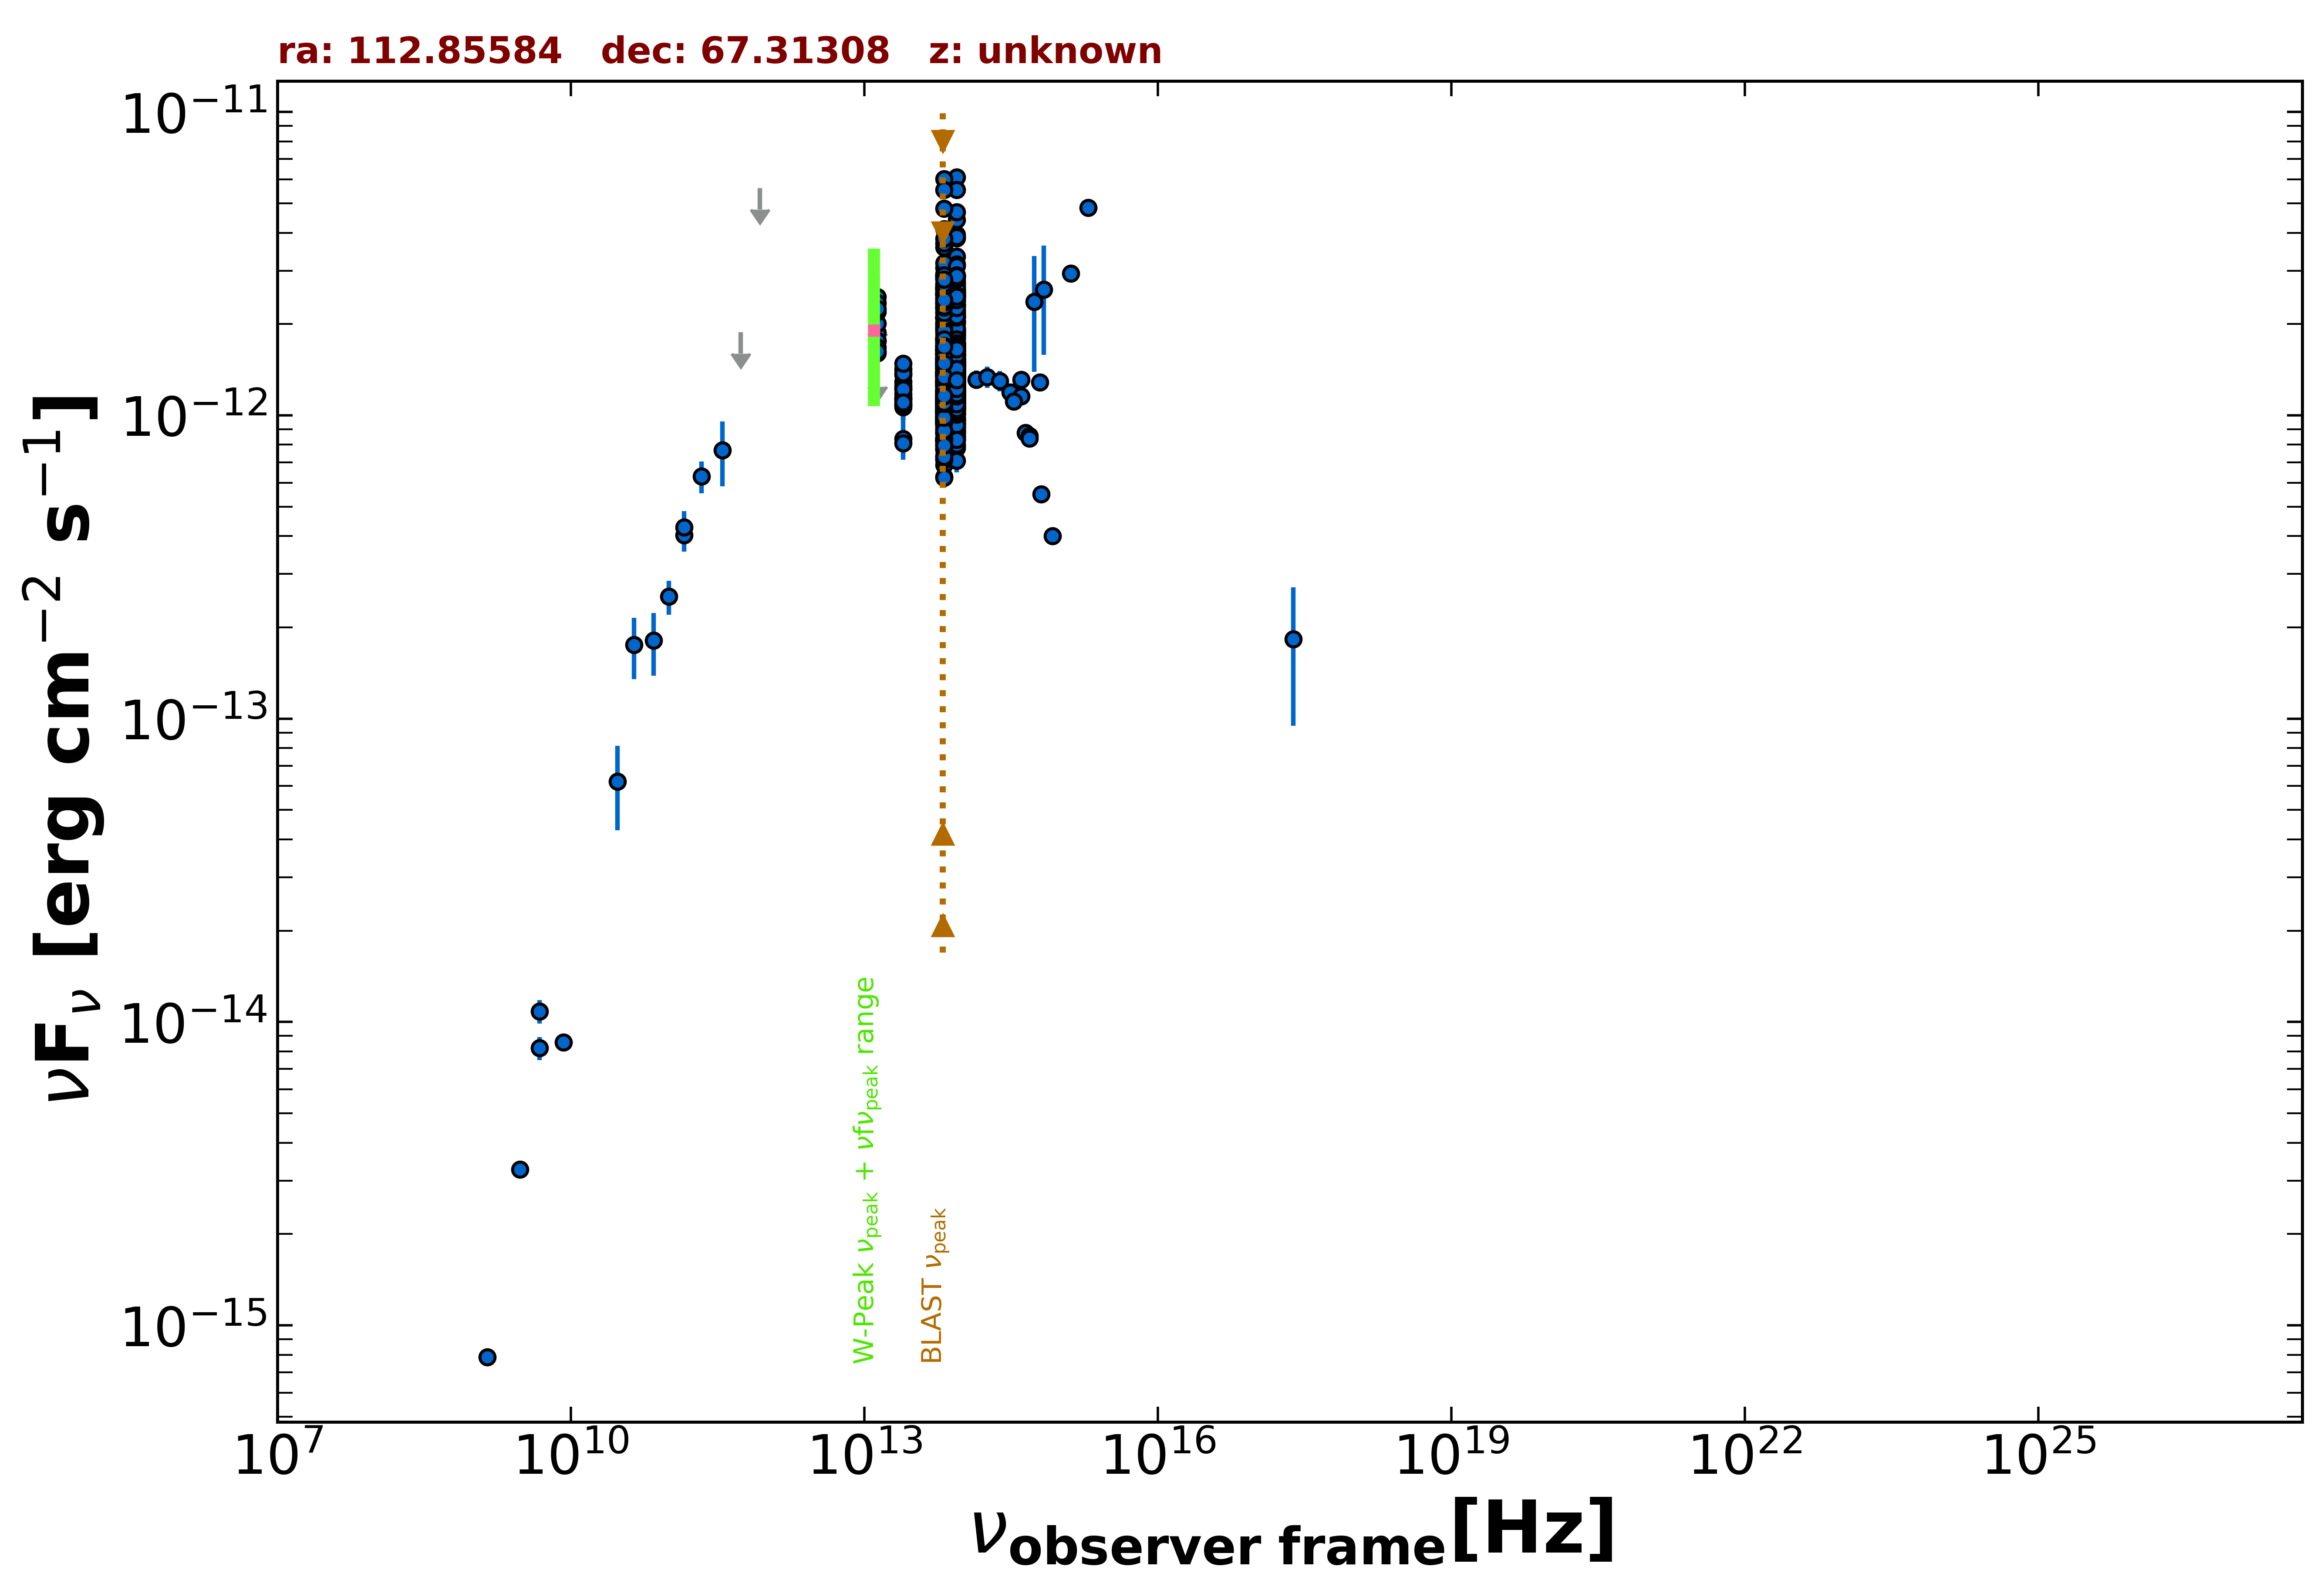 ra: 112.85584 dec: 67.31308 z: unknown
10⁻¹¹
10⁻¹²
10⁻¹³
10⁻¹⁴
10⁻¹⁵
νFν [erg cm⁻² s⁻¹]
W-Peak νpeak + νfνpeak range
BLAST νpeak
10⁷ 10¹⁰ 10¹³ 10¹⁶ 10¹⁹ 10²² 10²⁵
νobserver frame[Hz]